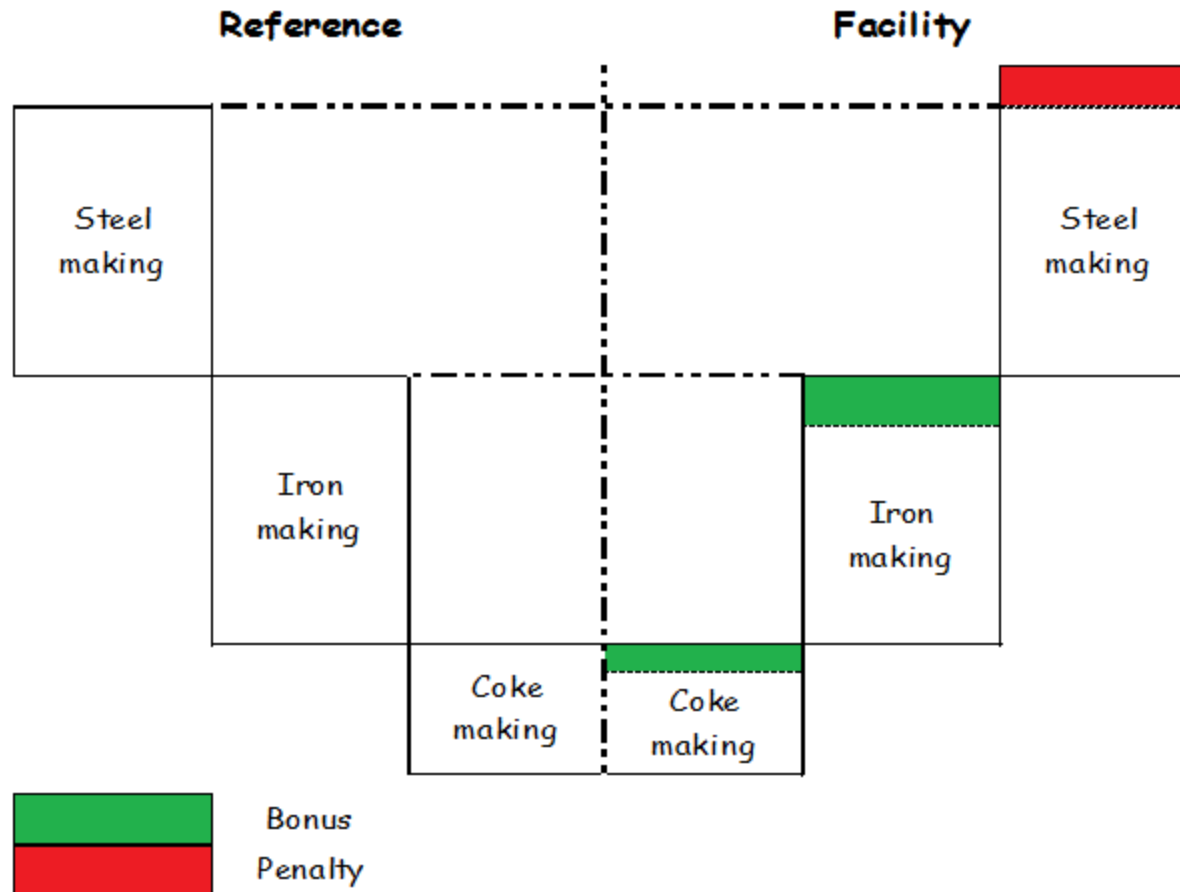 Reference
Facility
Steel
making
Steel
making
Iron
making
Iron
making
Coke
making
Coke
making
Bonus
Penalty